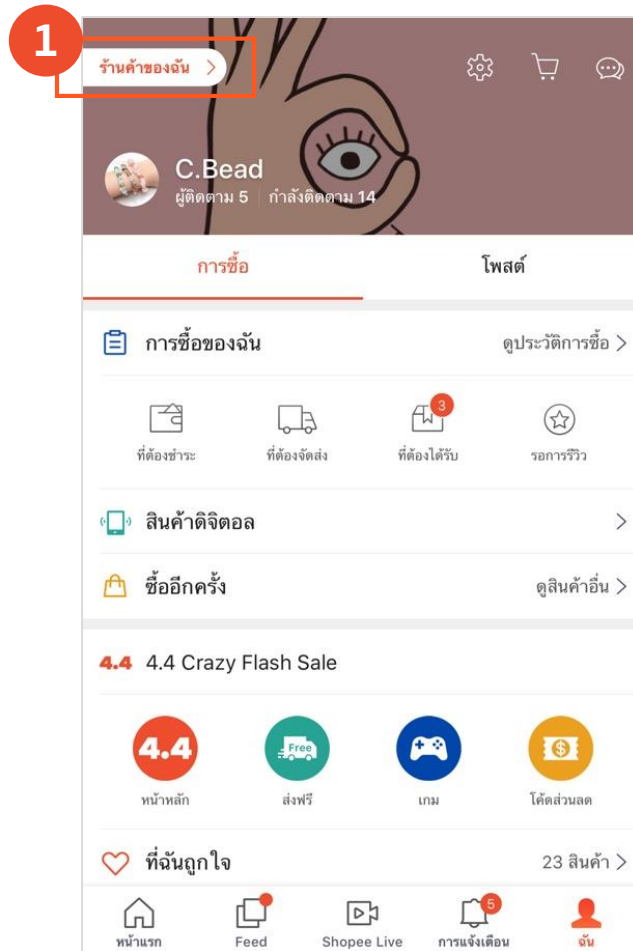 1
ร้านค้าของฉัน
C.Bead
ผู้ติดตาม 5 กำลังติดตาม 14
การซื้อ โพสต์
การซื้อของฉัน ดูประวัติการซื้อ
3
ที่ต้องชำระ ที่ต้องจัดส่ง ที่ต้องได้รับ รอการรีวิว
สินค้าดิจิตอล
ซื้ออีกครั้ง ดูสินค้าอื่น
4.4 4.4 Crazy Flash Sale
4.4 Free
หน้าหลัก ส่งฟรี เกม โค้ดส่วนลด
ที่ฉันถูกใจ 23 สินค้า
5
หน้าแรก Feed Shopee Live การแจ้งเตือน ฉัน